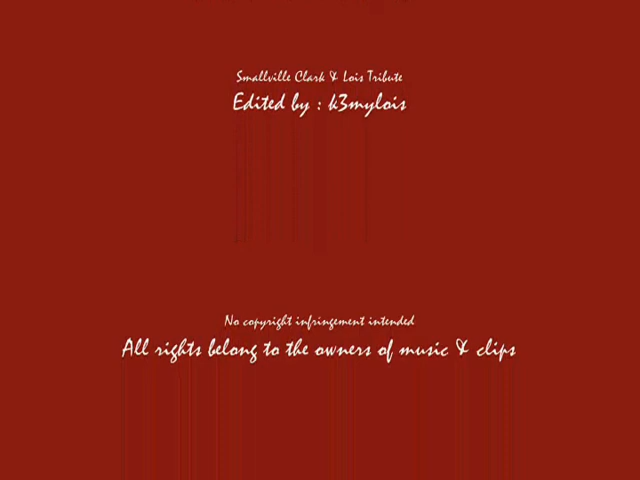 Smallville Clark & Lois Tribute
Edited by : k3mylois
No copyright infringement intended
All rights belong to the owners of music & clips